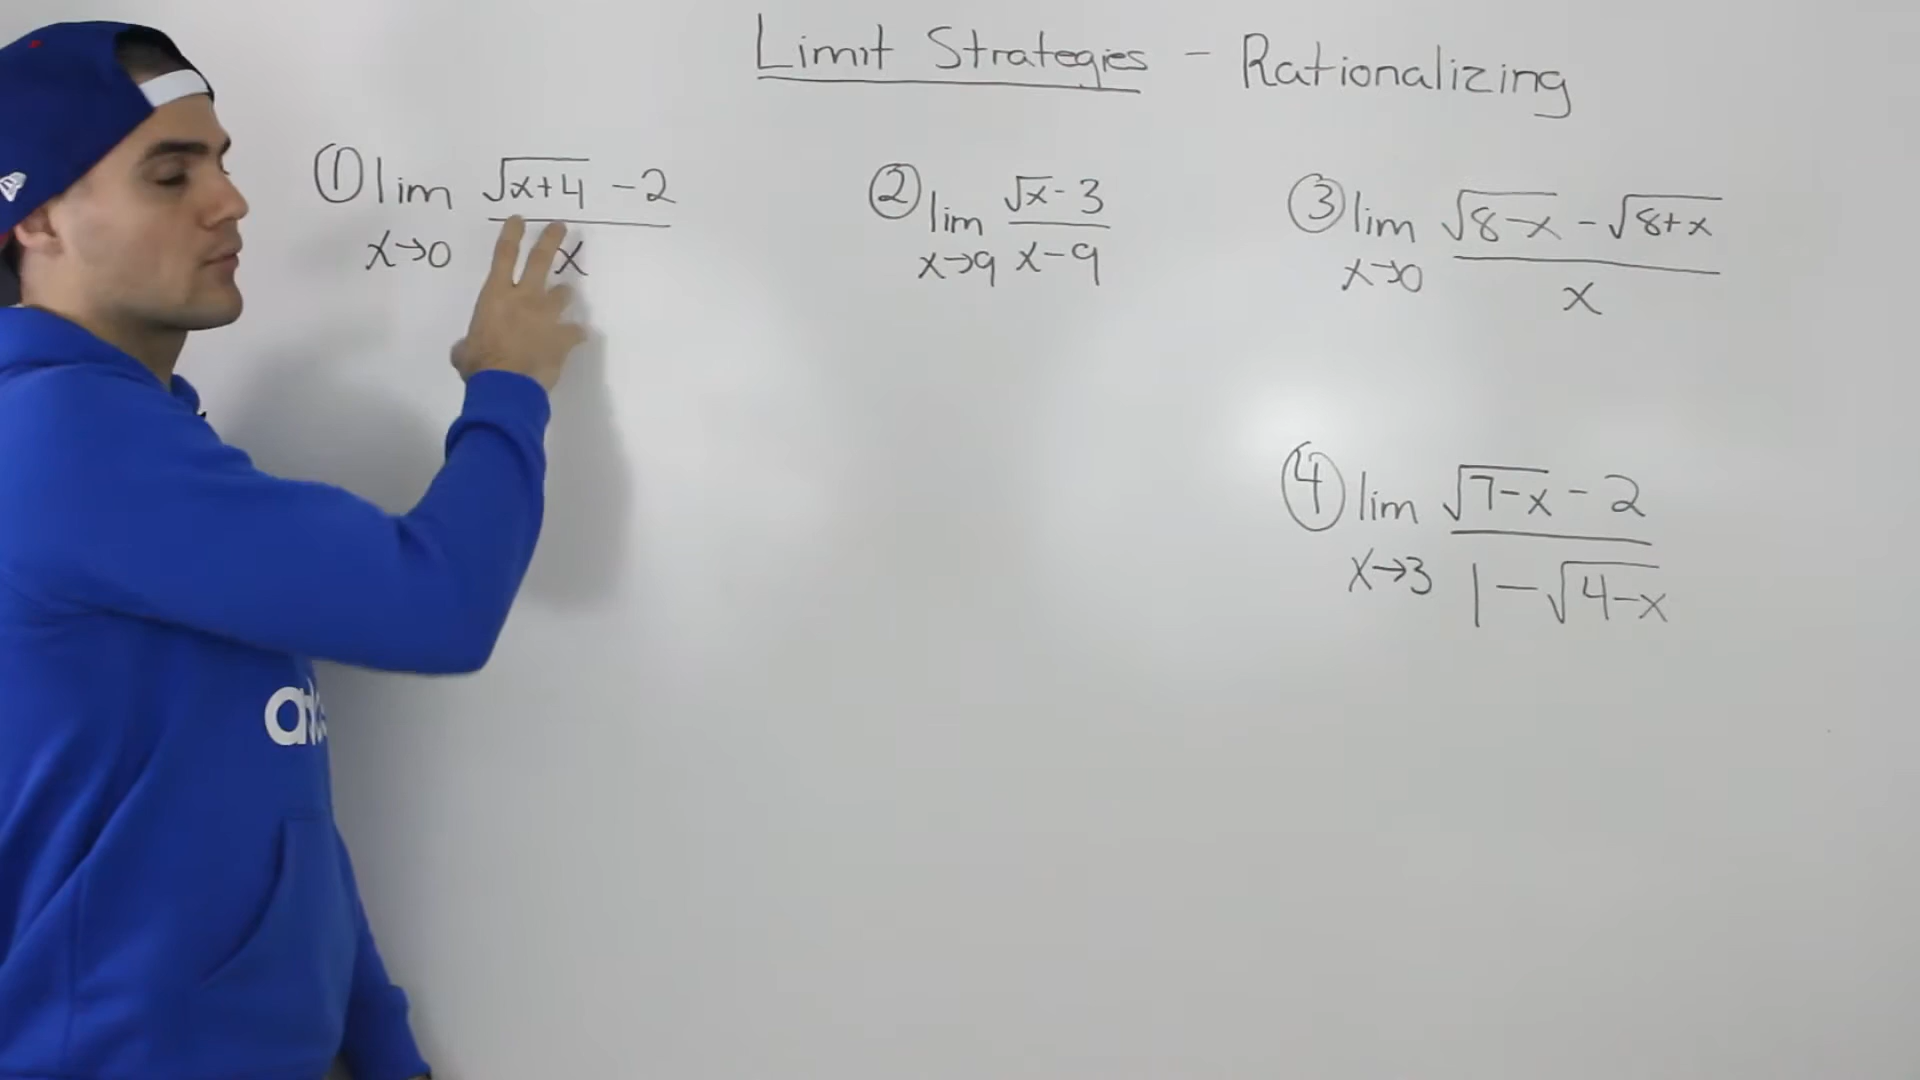 Limit Strategies - Rationalizing
① lim x→0 (√(x+4) - 2)/x
② lim x→9 (√x - 3)/(x-9)
③ lim x→0 (√(8-x) - √(8+x))/x
④ lim x→3 (√(7-x) - 2)/(1 - √(4-x))